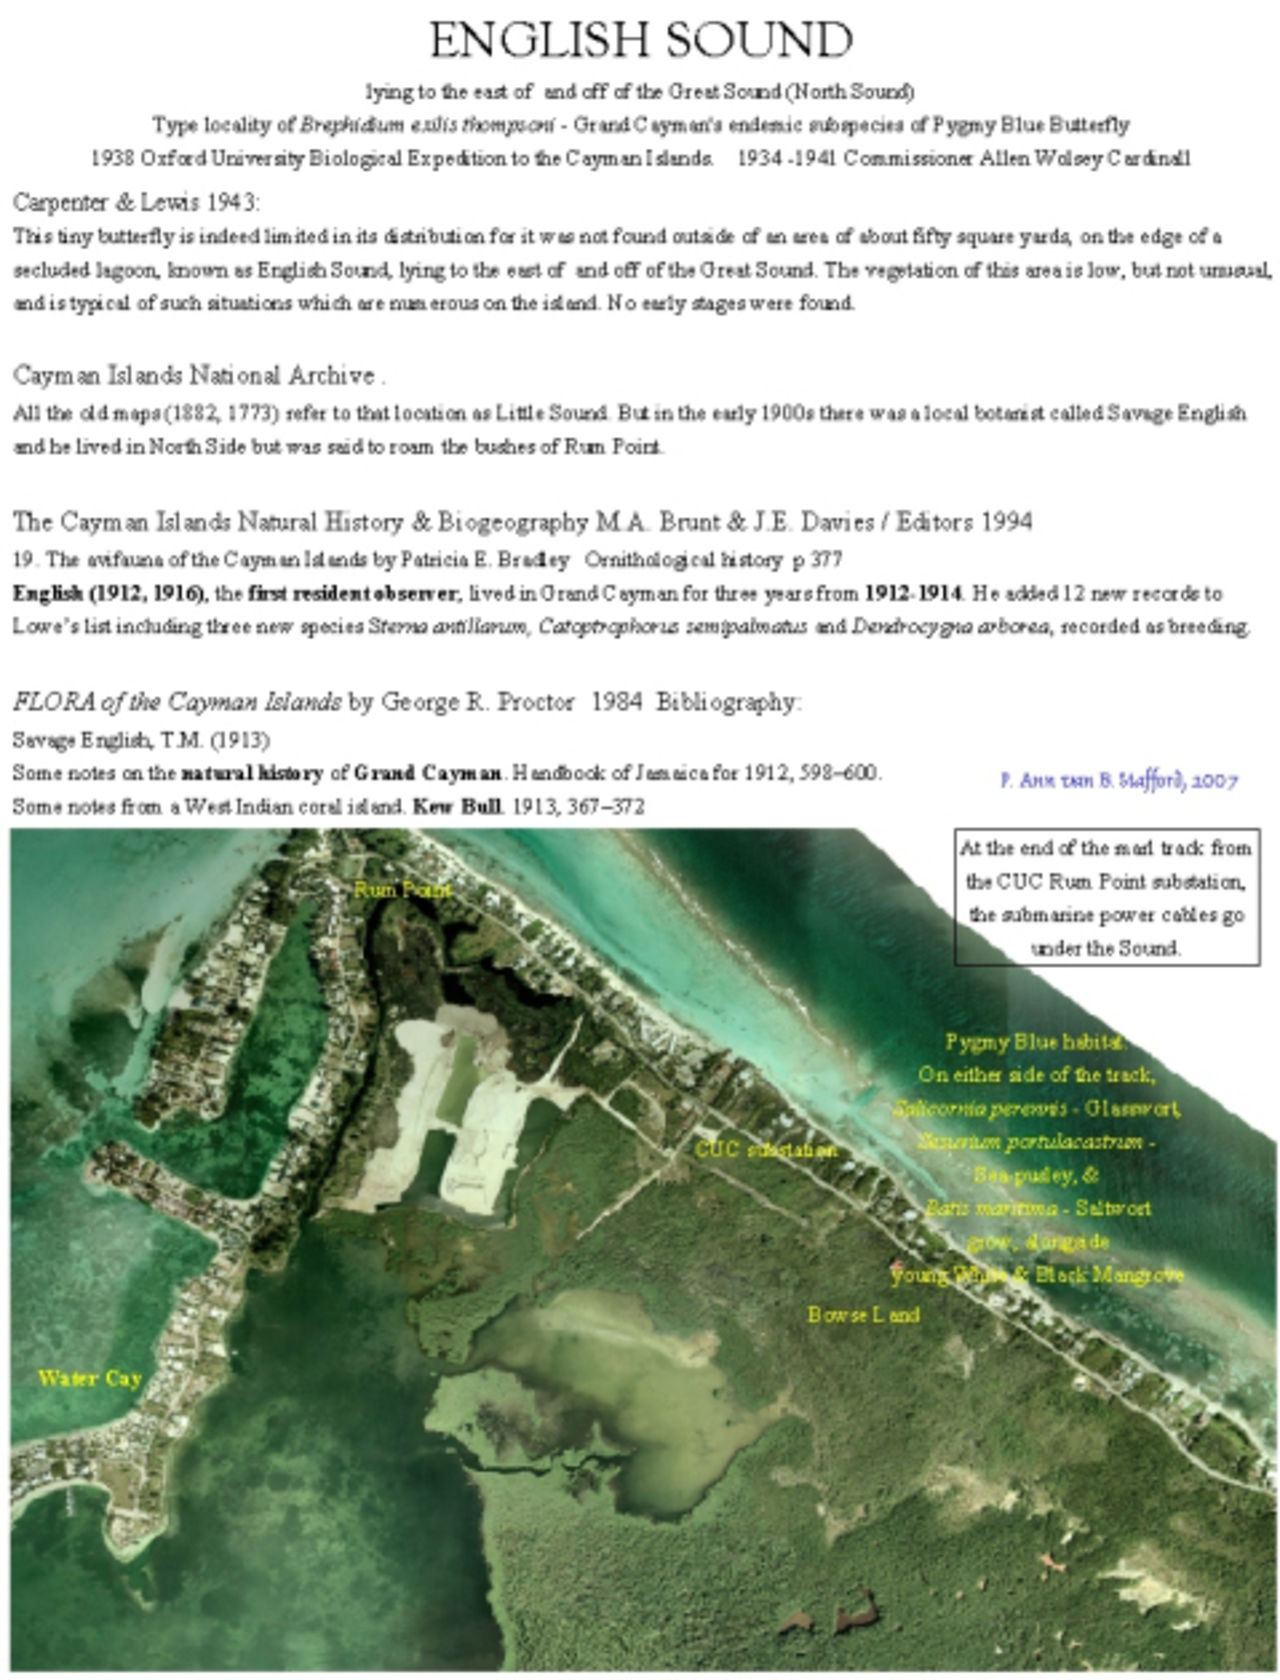 ENGLISH SOUND
lying to the east of and off of the Great Sound (North Sound)
Type locality of Brephidium exilis thompsoni - Grand Cayman's endemic subspecies of Pygmy Blue Butterfly
1938 Oxford University Biological Expedition to the Cayman Islands. 1934 -1941 Commissioner Allen Wolsey Cardinall
Carpenter & Lewis 1943:
This tiny butterfly is indeed limited in its distribution for it was not found outside of an area of about fifty square yards, on the edge of a
secluded lagoon, known as English Sound, lying to the east of and off of the Great Sound. The vegetation of this area is low, but not unusual,
and is typical of such situations which are numerous on the island. No early stages were found.
Cayman Islands National Archive .
All the old maps (1882, 1773) refer to that location as Little Sound. But in the early 1900s there was a local botanist called Savage English
and he lived in North Side but was said to roam the bushes of Rum Point.
The Cayman Islands Natural History & Biogeography M.A. Brunt & J.E. Davies / Editors 1994
19. The avifauna of the Cayman Islands by Patricia E. Bradley Ornithological history p 377
English (1912, 1916), the first resident observer, lived in Grand Cayman for three years from 1912-1914. He added 12 new records to
Lowe's list including three new species Sterna antillarum, Catoptrophorus semipalmatus and Dendrocygna arborea, recorded as breeding.
FLORA of the Cayman Islands by George R. Proctor 1984 Bibliography:
Savage English, T.M. (1913)
Some notes on the natural history of Grand Cayman. Handbook of Jamaica for 1912, 598–600.
Some notes from a West Indian coral island. Kew Bull. 1913, 367–372
P. Ann van B. Stafford, 2007
At the end of the marl track from
the CUC Rum Point substation,
the submarine power cables go
under the Sound.
Rum Point
Pygmy Blue habitat.
On either side of the track,
Salicornia perennis - Glasswort,
Sesuvium portulacastrum -
Sea-pusley, &
Batis maritima - Saltwort
grow, alongside
young White & Black Mangrove
CUC substation
Bowse Land
Water Cay